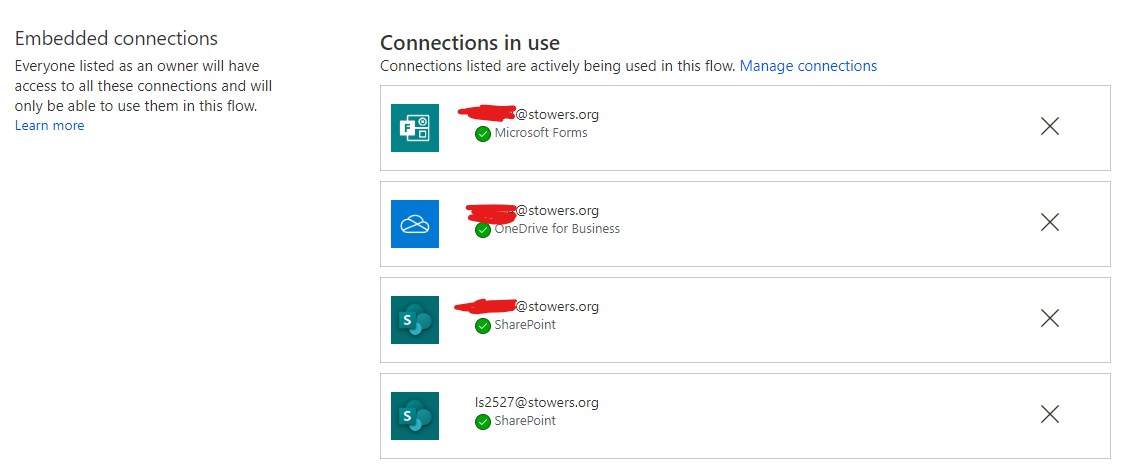 Embedded connections
Everyone listed as an owner will have
access to all these connections and will
only be able to use them in this flow.
Learn more
Connections in use
Connections listed are actively being used in this flow. Manage connections
@stowers.org
Microsoft Forms
@stowers.org
OneDrive for Business
@stowers.org
SharePoint
ls2527@stowers.org
SharePoint